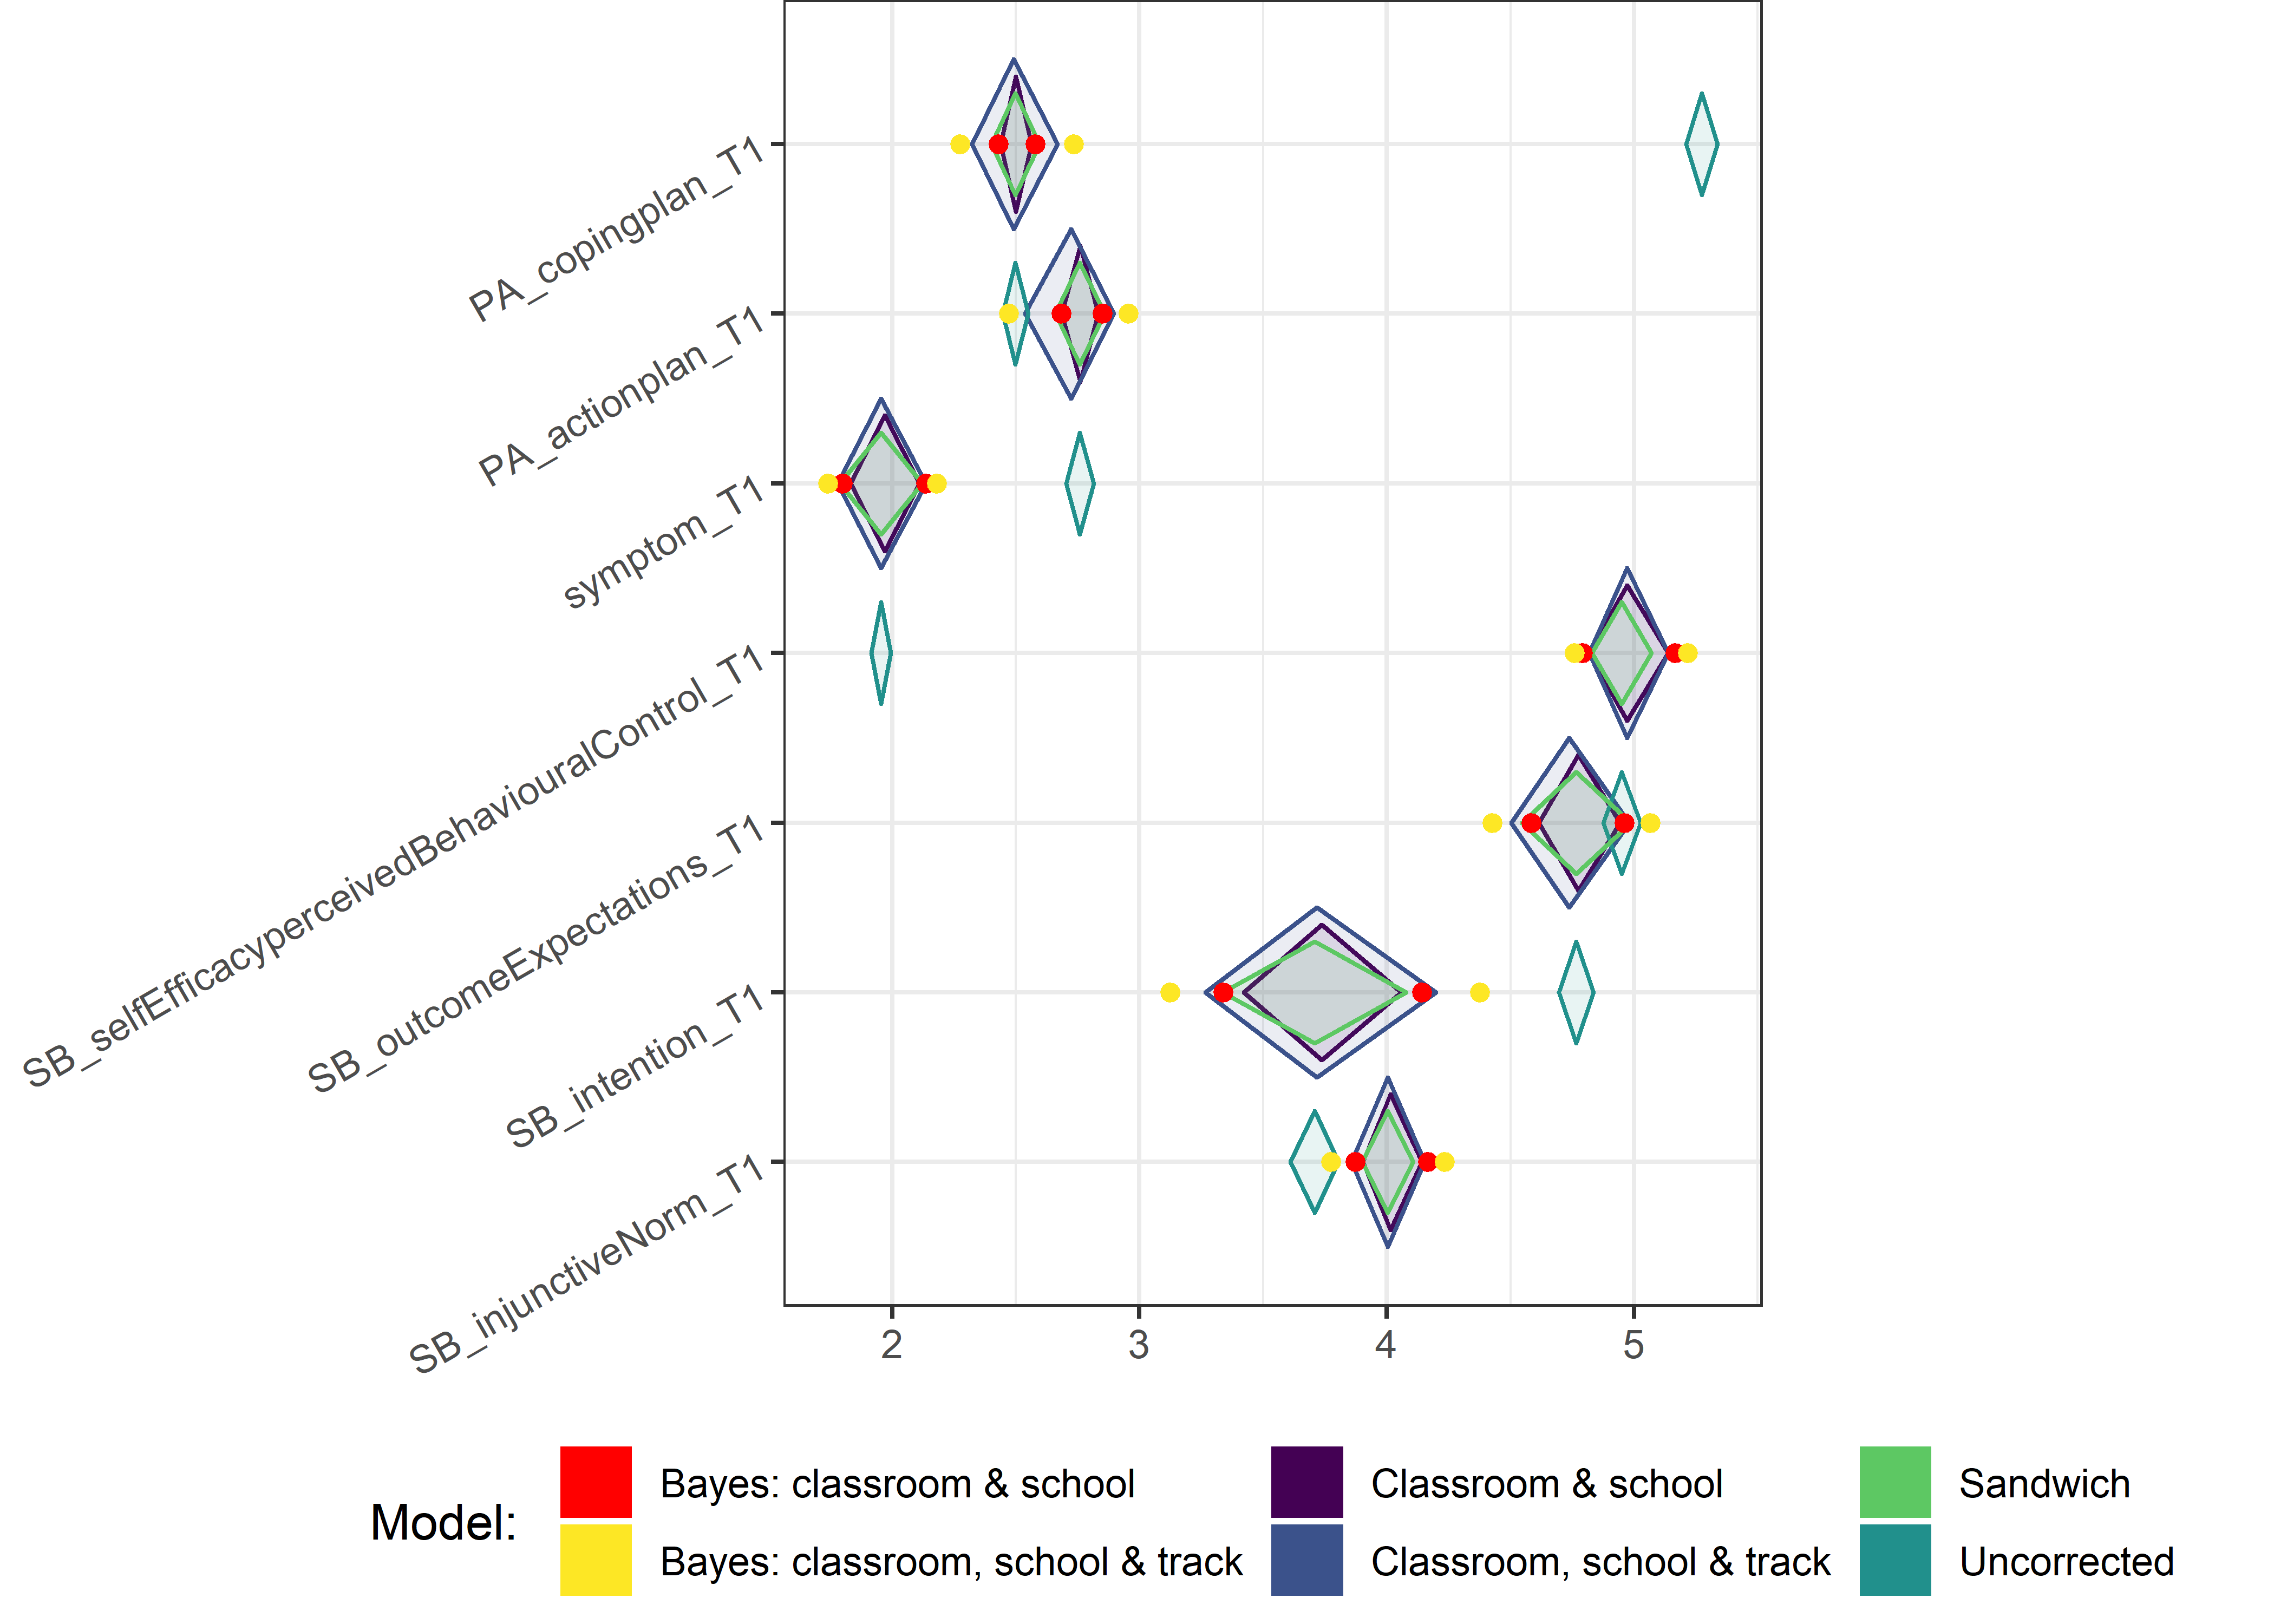 PA_copingplan_T1
PA_actionplan_T1
symptom_T1
SB_selfEfficacyperceivedBehaviouralControl_T1
SB_outcomeExpectations_T1
SB_intention_T1
SB_injunctiveNorm_T1
2 3 4 5
Model:
Bayes: classroom & school Classroom & school Sandwich
Bayes: classroom, school & track Classroom, school & track Uncorrected